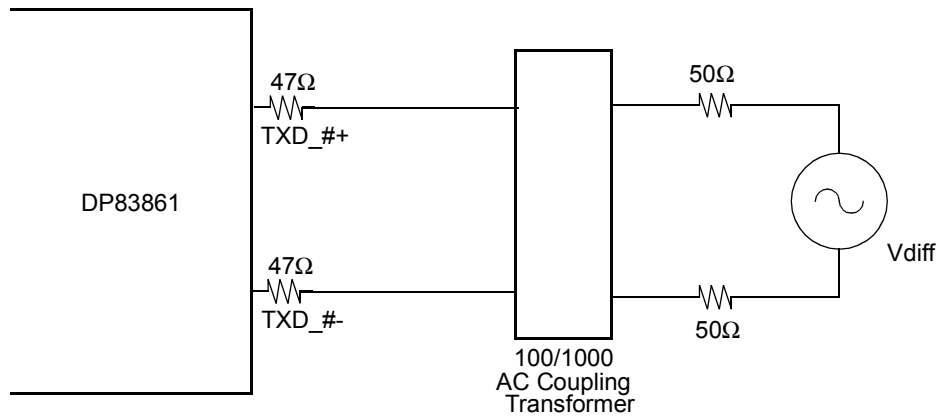 50Ω
47Ω
TXD_#+
DP83861
Vdiff
47Ω
TXD_#-
50Ω
100/1000
AC Coupling
Transformer